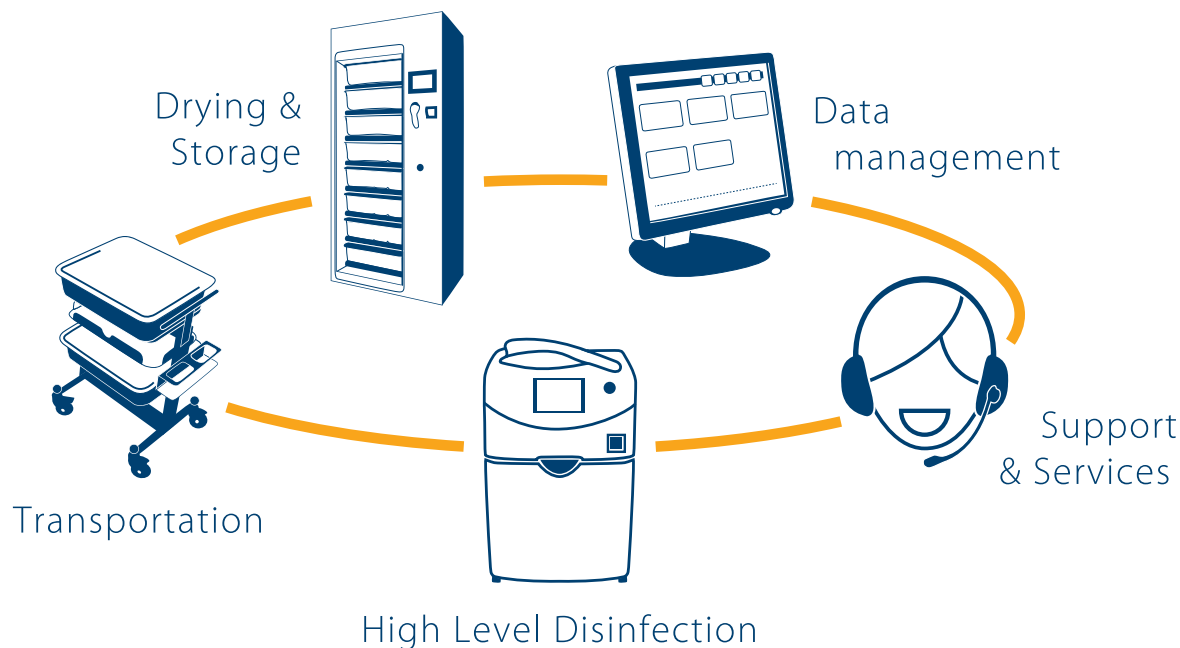 Drying &
Storage
Data
management
Support
& Services
Transportation
High Level Disinfection